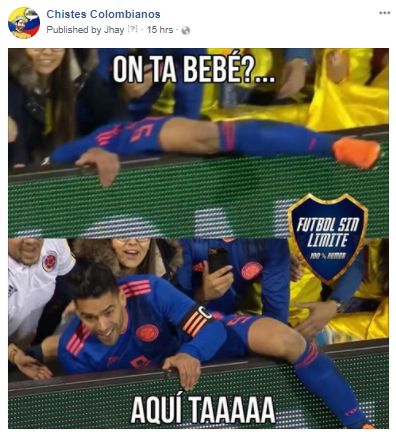 Chistes Colombianos
Published by Jhay [?] · 15 hrs ·
ON TA BEBÉ?...
FUTBOL SIN
LIMITE
100% HUMOR
C
AQUÍ TAAAAA